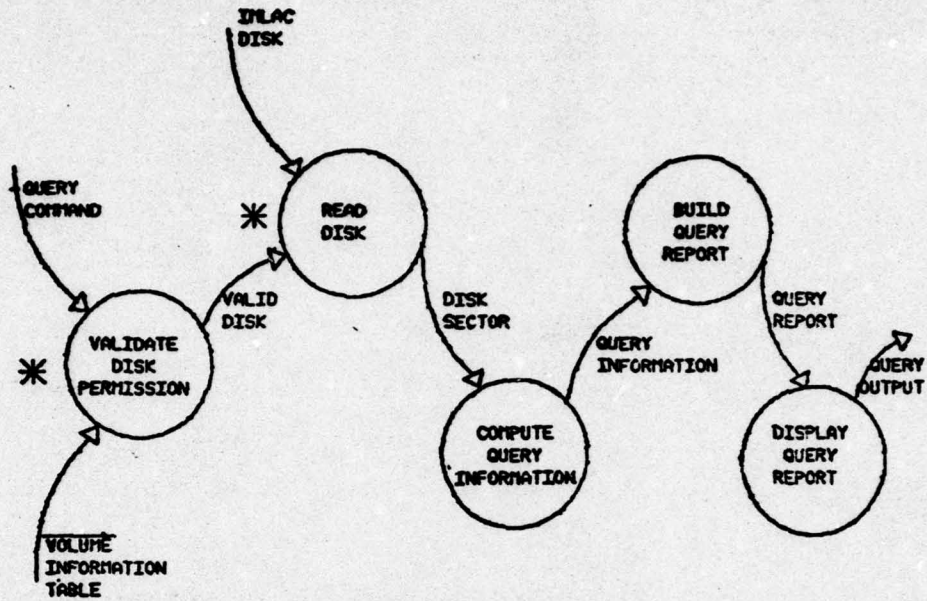 IMLAC
DISK
QUERY
COMMAND
READ
DISK
BUILD
QUERY
REPORT
VALID
DISK
DISK
SECTOR
QUERY
INFORMATION
QUERY
REPORT
VALIDATE
DISK
PERMISSION
QUERY
OUTPUT
COMPUTE
QUERY
INFORMATION
DISPLAY
QUERY
REPORT
VOLUME
INFORMATION
TABLE